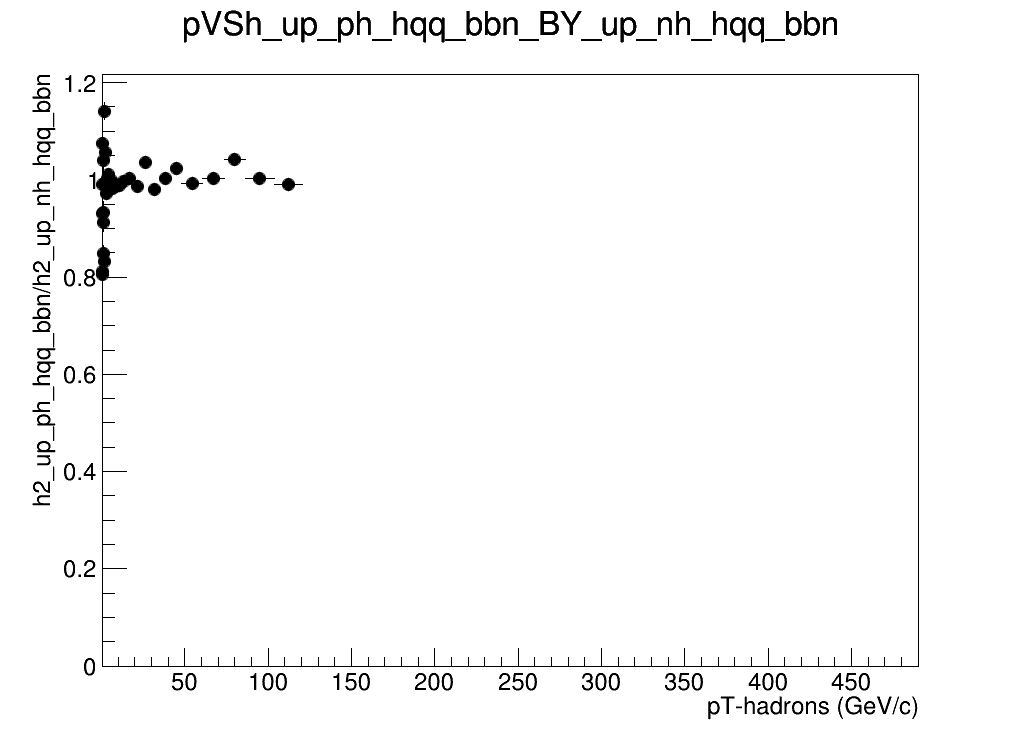 pVSh_up_ph_hqq_bbn_BY_up_nh_hqq_bbn
h2_up_ph_hqq_bbn/h2_up_nh_hqq_bbn
1.2
1
0.8
0.6
0.4
0.2
0
50 100 150 200 250 300 350 400 450
pT-hadrons (GeV/c)